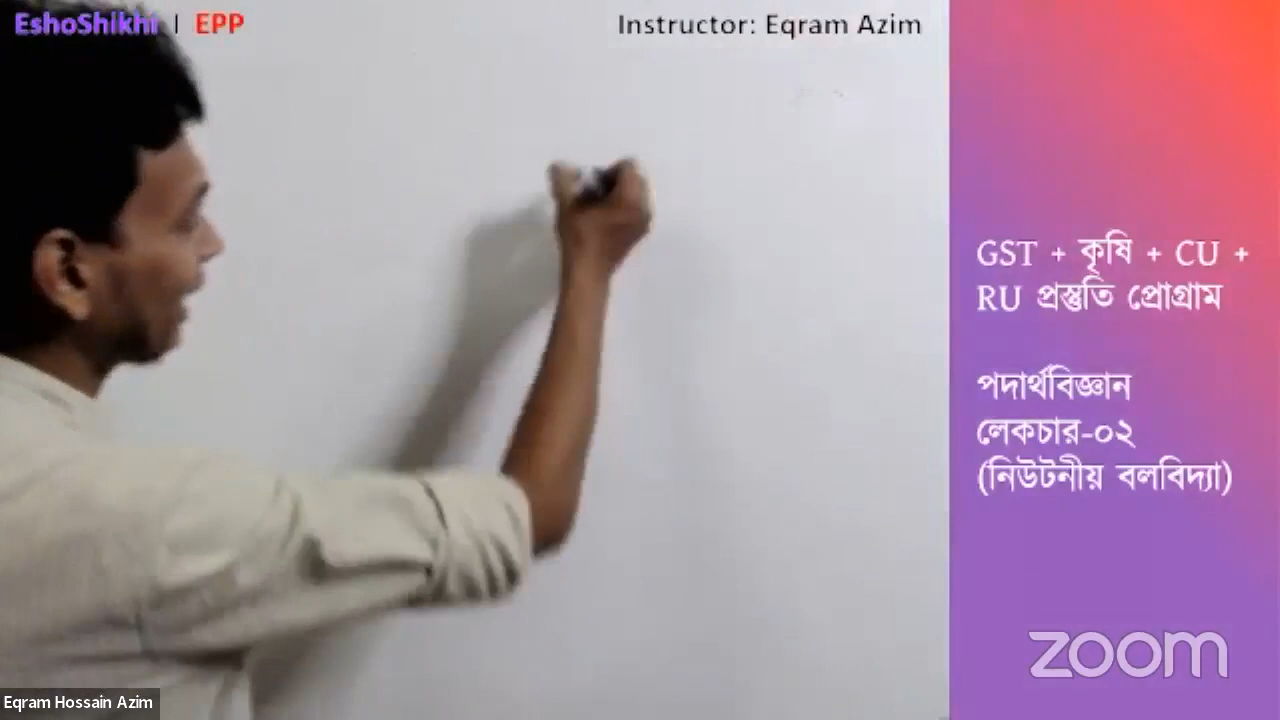 EshoShikhi | EPP
Instructor: Eqram Azim
GST + কৃষি + CU +
RU প্রস্তুতি প্রোগ্রাম
পদার্থবিজ্ঞান
লেকচার-০২
(নিউটনীয় বলবিদ্যা)
zoom
Eqram Hossain Azim